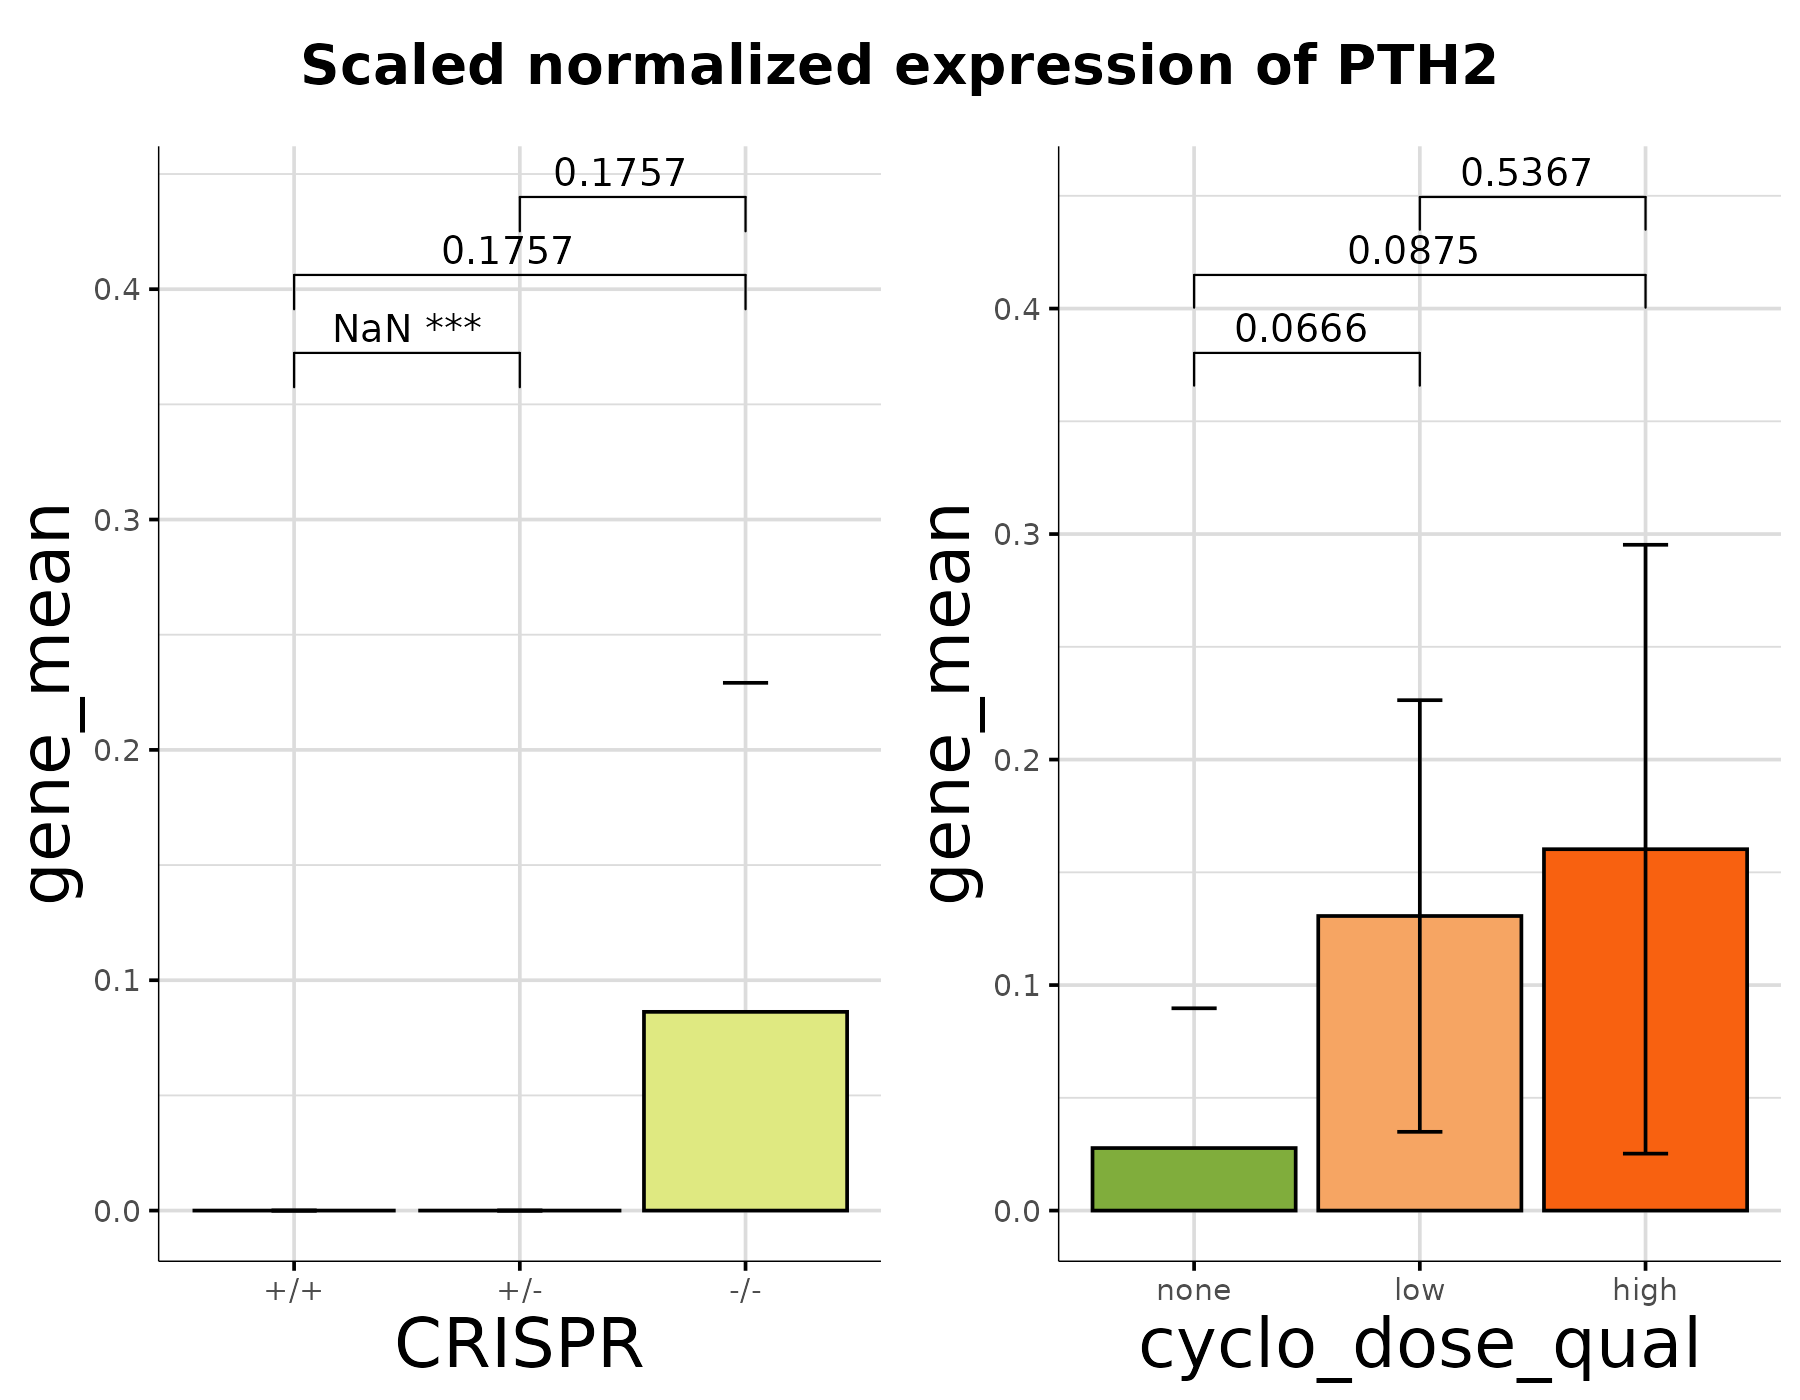 Scaled normalized expression of PTH2
gene_mean
0.4
0.3
0.2
0.1
0.0
0.1757
0.1757
NaN ***
+/+ +/- -/-
CRISPR
gene_mean
0.4
0.3
0.2
0.1
0.0
0.5367
0.0875
0.0666
none low high
cyclo_dose_qual